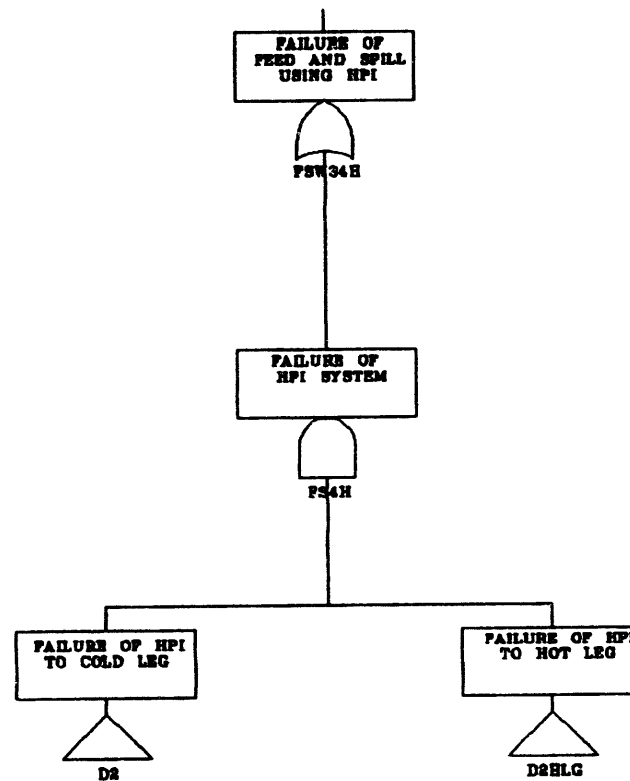 FAILURE OF
FEED AND SPILL
USING HPI
FSW34H
FAILURE OF
HPI SYSTEM
FS4H
FAILURE OF HPI
TO COLD LEG
FAILURE OF HPI
TO HOT LEG
D2
D2HLG